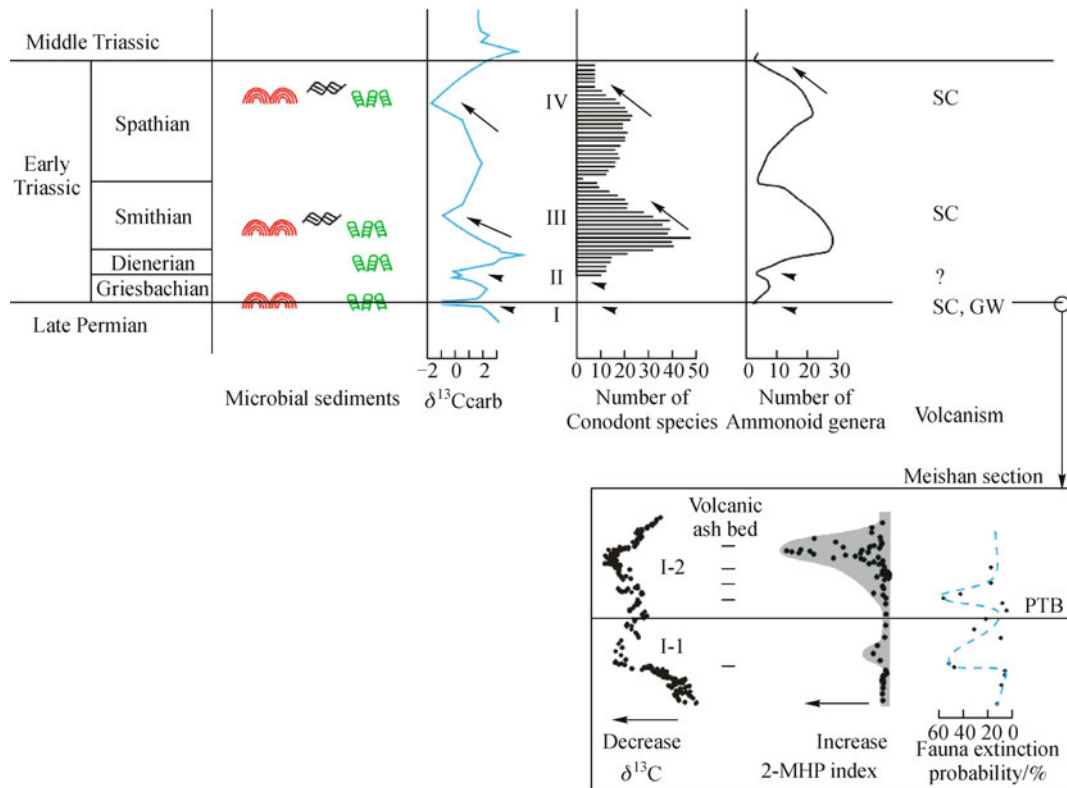 Middle Triassic
Early
Triassic
Spathian
Smithian
Dienerian
Griesbachian
Late Permian
IV
III
II
I
SC
SC
?
SC, GW
−2 0 2
0 10 20 30 40 50
0 10 20 30
Microbial sediments
δ13Ccarb
Number of
Conodont species
Number of
Ammonoid genera
Volcanism
Meishan section
Volcanic
ash bed
I-2
I-1
PTB
60 40 20 0
Decrease
δ13C
Increase
2-MHP index
Fauna extinction
probability/%